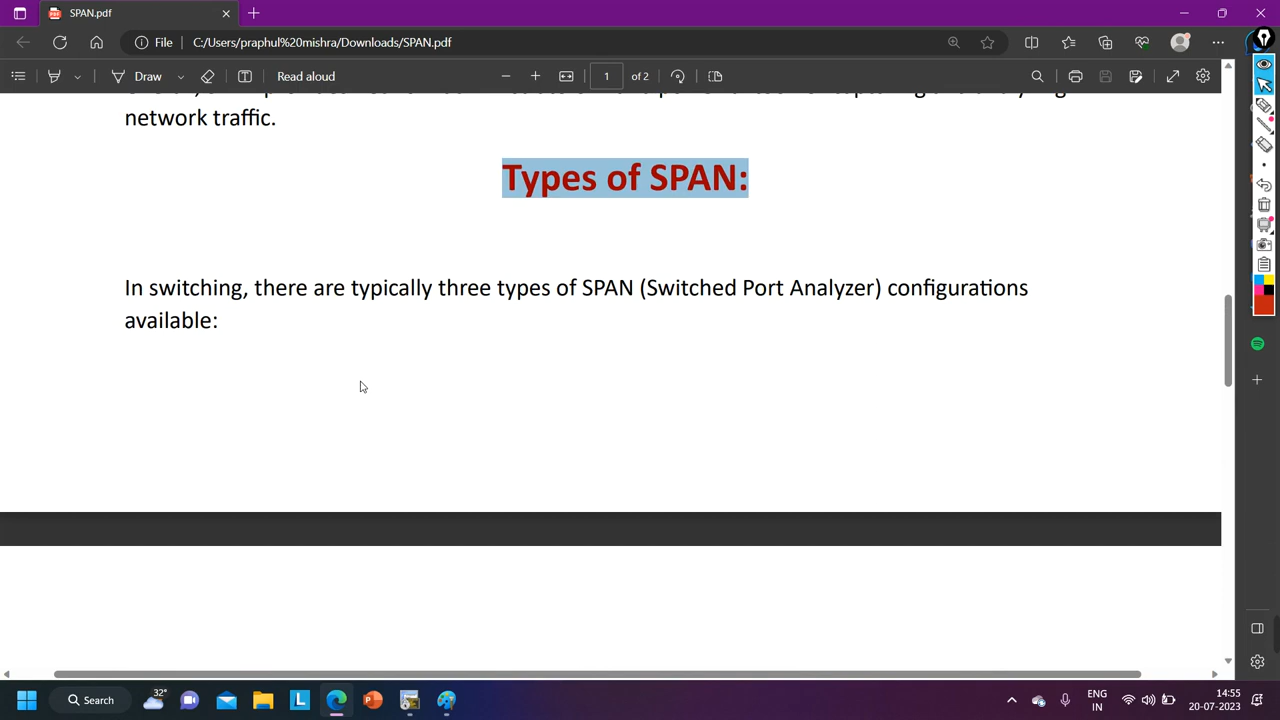 SPAN.pdf
File C:/Users/praphul%20mishra/Downloads/SPAN.pdf
Draw Read aloud 1 of 2
network traffic.
Types of SPAN:
In switching, there are typically three types of SPAN (Switched Port Analyzer) configurations
available:
Search 32° ENG IN 14:55 20-07-2023